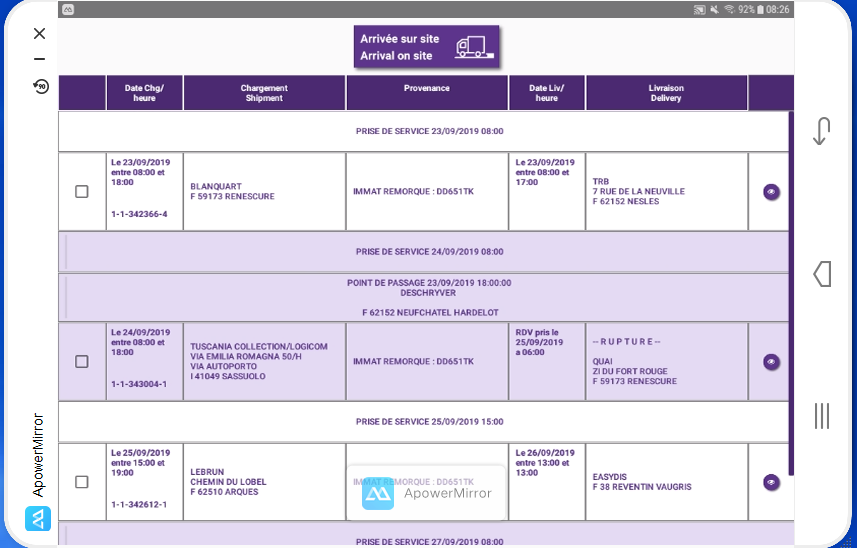 92% 08:26
90
Arrivée sur site
Arrival on site
Date Chg/
heure
Chargement
Shipment
Provenance
Date Liv/
heure
Livraison
Delivery
PRISE DE SERVICE 23/09/2019 08:00
Le 23/09/2019
entre 08:00 et
18:00
1-1-342366-4
BLANQUART
F 59173 RENESCURE
IMMAT REMORQUE : DD651TK
Le 23/09/2019
entre 08:00 et
17:00
TRB
7 RUE DE LA NEUVILLE
F 62152 NESLES
PRISE DE SERVICE 24/09/2019 08:00
POINT DE PASSAGE 23/09/2019 18:00:00
DESCHRYVER
F 62152 NEUFCHATEL HARDELOT
Le 24/09/2019
entre 08:00 et
18:00
1-1-343004-1
TUSCANIA COLLECTION/LOGICOM
VIA EMILIA ROMAGNA 50/H
VIA AUTOPORTO
I 41049 SASSUOLO
IMMAT REMORQUE : DD651TK
RDV pris le
25/09/2019
a 06:00
-- R U P T U R E --
QUAI
ZI DU FORT ROUGE
F 59173 RENESCURE
PRISE DE SERVICE 25/09/2019 15:00
Le 25/09/2019
entre 15:00 et
19:00
1-1-342612-1
LEBRUN
CHEMIN DU LOBEL
F 62510 ARQUES
IMMAT REMORQUE : DD651TK
Le 26/09/2019
entre 13:00 et
13:00
EASYDIS
F 38 REVENTIN VAUGRIS
PRISE DE SERVICE 27/09/2019 08:00
ApowerMirror
ApowerMirror